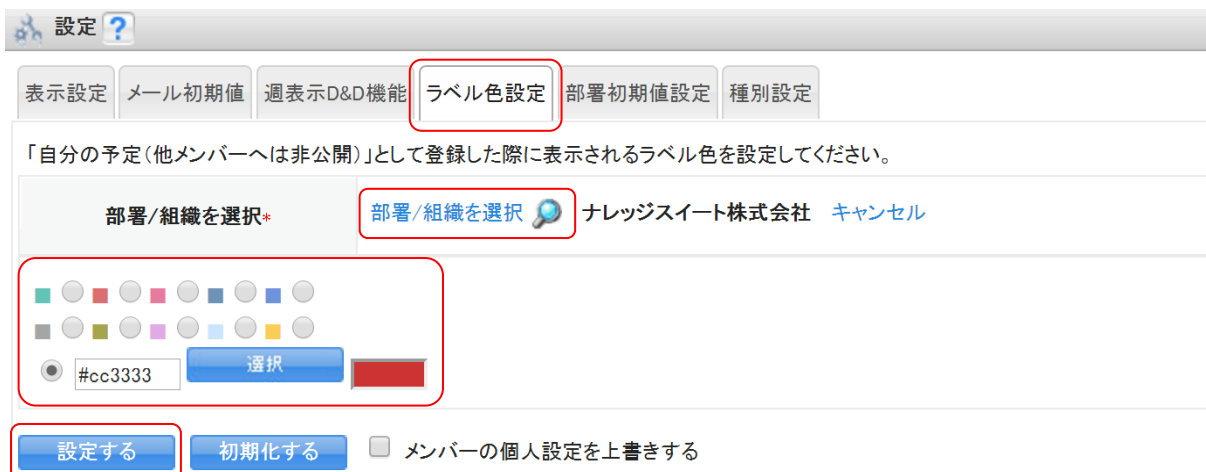 設定 ?
表示設定 メール初期値 週表示D&D機能 ラベル色設定 部署初期値設定 種別設定
「自分の予定(他メンバーへは非公開)」として登録した際に表示されるラベル色を設定してください。
部署/組織を選択* 部署/組織を選択 ナレッジスイート株式会社 キャンセル
#cc3333 選択
設定する 初期化する メンバーの個人設定を上書きする